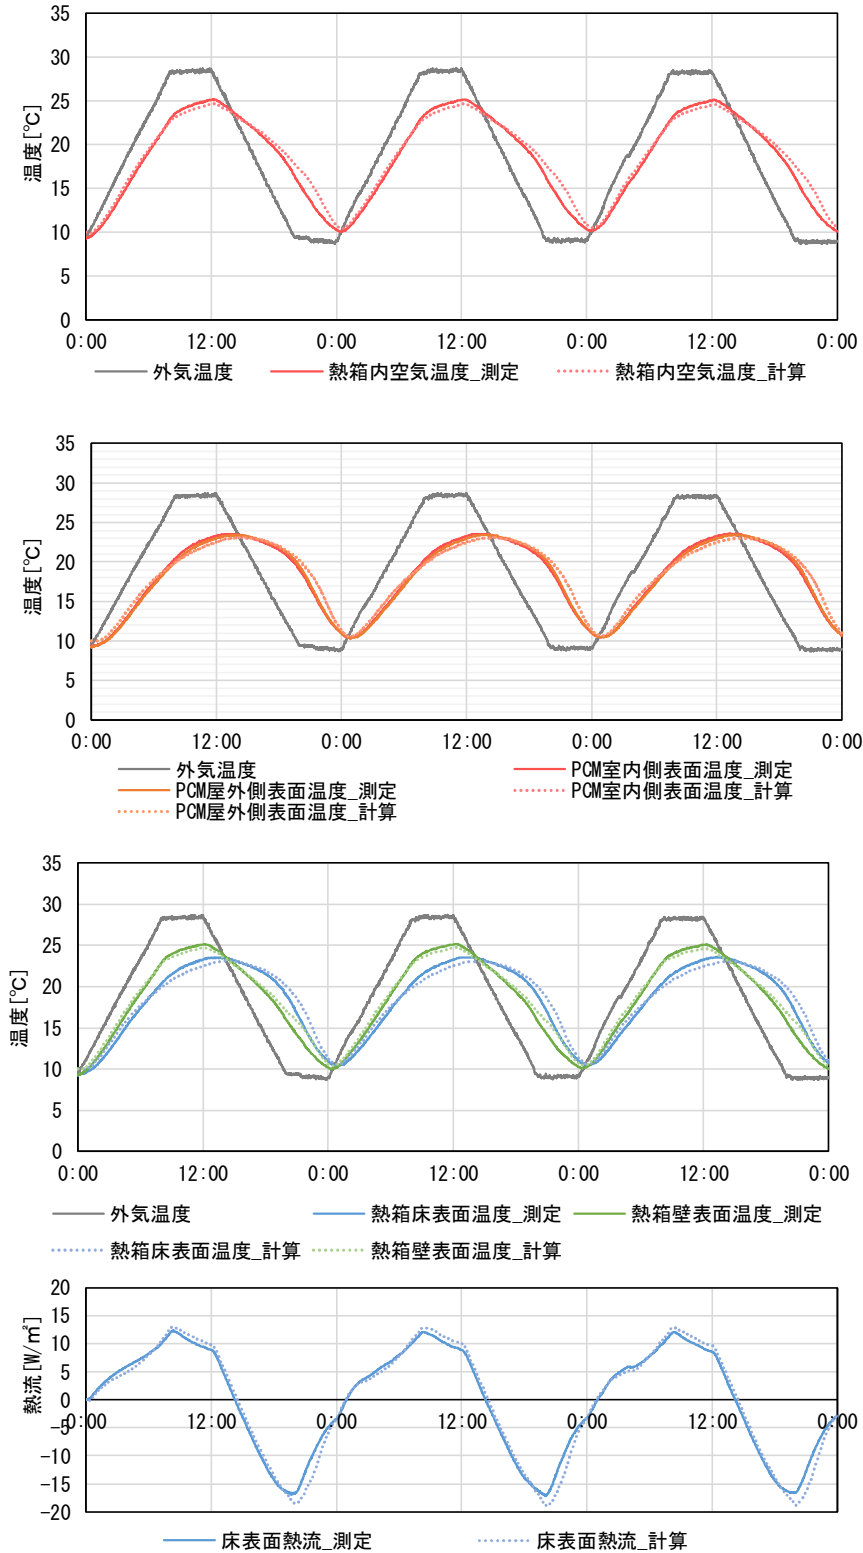 35
30
25
20
15
10
5
0
温度[℃]
0:00 12:00 0:00 12:00 0:00 12:00 0:00
外気温度 熱箱内空気温度_測定 熱箱内空気温度_計算
35
30
25
20
15
10
5
0
温度[℃]
0:00 12:00 0:00 12:00 0:00 12:00 0:00
外気温度 PCM室内側表面温度_測定
PCM屋外側表面温度_測定 PCM室内側表面温度_計算
PCM屋外側表面温度_計算
35
30
25
20
15
10
5
0
温度[℃]
0:00 12:00 0:00 12:00 0:00 12:00 0:00
外気温度 熱箱床表面温度_測定 熱箱壁表面温度_測定
熱箱床表面温度_計算 熱箱壁表面温度_計算
20
15
10
5
0
-5
-10
-15
-20
熱流[W/㎡]
0:00 12:00 0:00 12:00 0:00 12:00 0:00
床表面熱流_測定 床表面熱流_計算